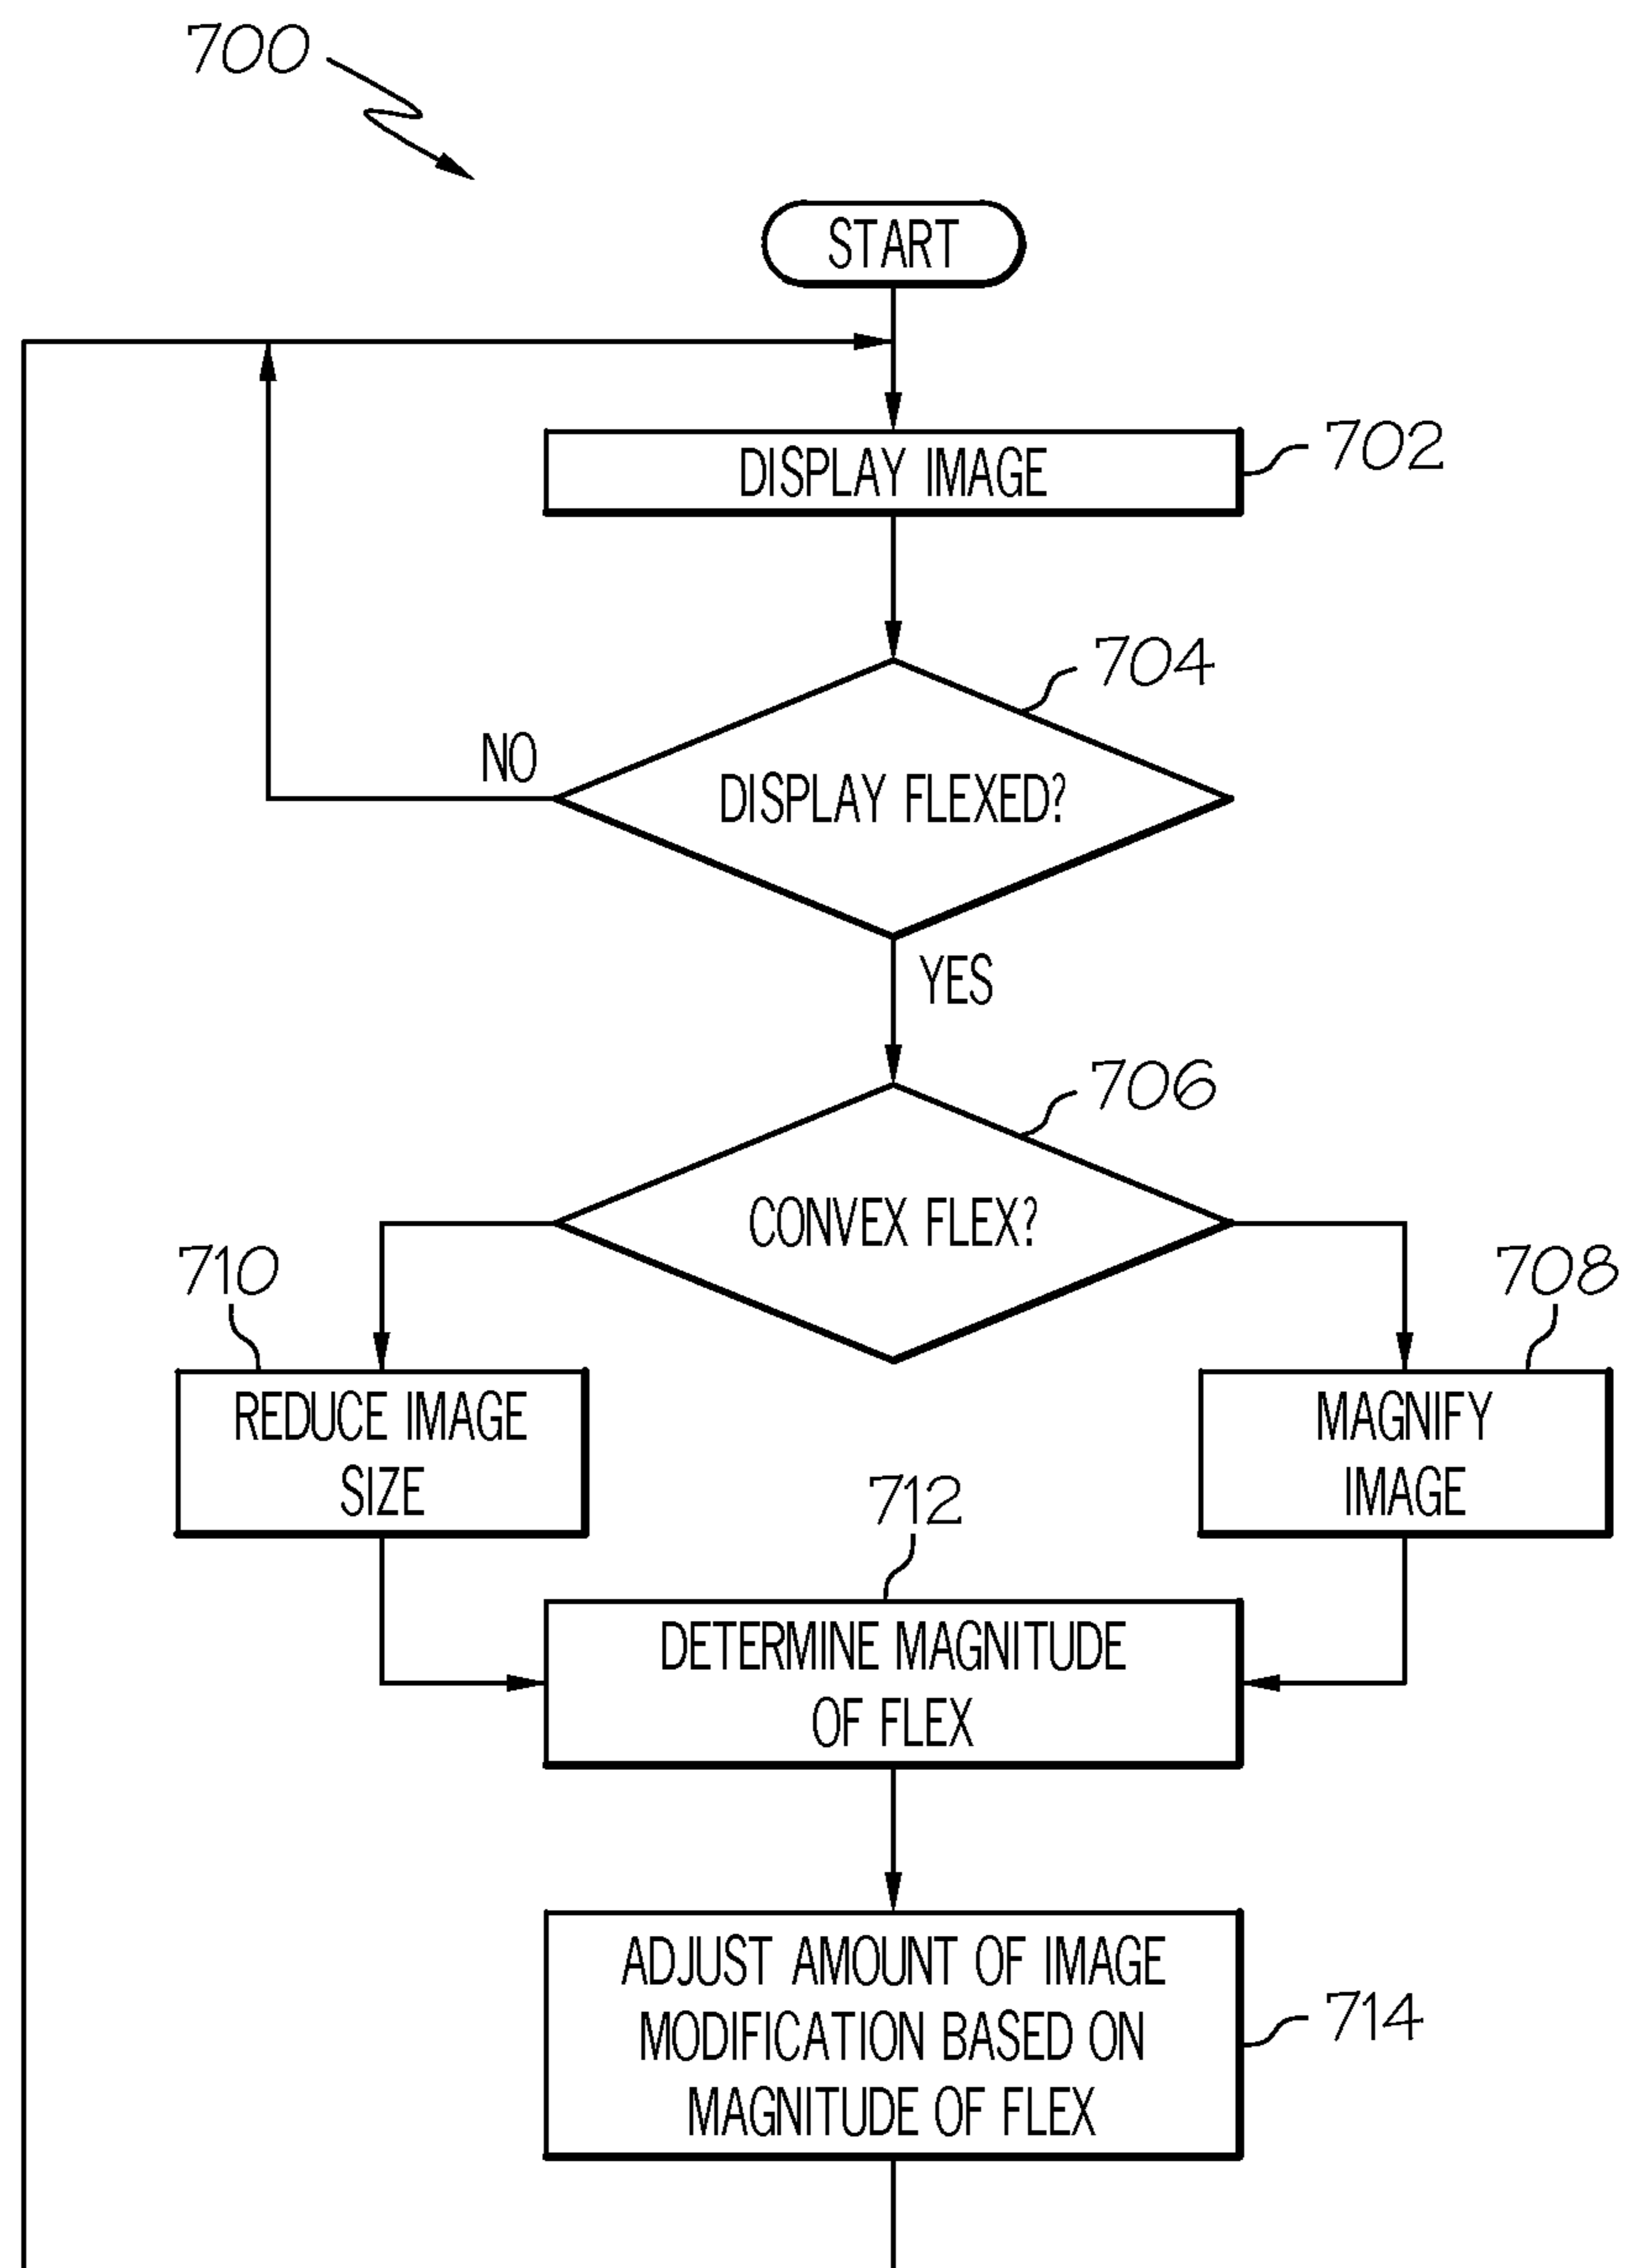 700
START
DISPLAY IMAGE
702
704
NO
DISPLAY FLEXED?
YES
706
CONVEX FLEX?
710
708
REDUCE IMAGE
SIZE
MAGNIFY
IMAGE
712
DETERMINE MAGNITUDE
OF FLEX
ADJUST AMOUNT OF IMAGE
MODIFICATION BASED ON
MAGNITUDE OF FLEX
714